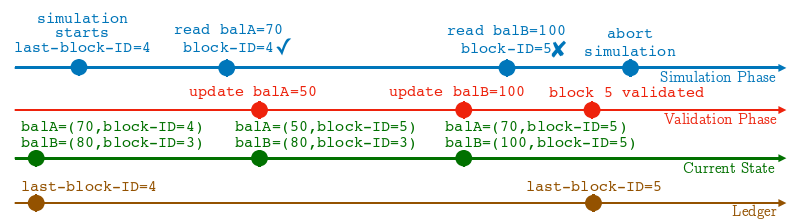 simulation
starts
last-block-ID=4
read balA=70
block-ID=4✓
read balB=100
block-ID=5✘
abort
simulation
Simulation Phase
update balA=50
update balB=100
block 5 validated
Validation Phase
balA=(70,block-ID=4)
balB=(80,block-ID=3)
balA=(50,block-ID=5)
balB=(80,block-ID=3)
balA=(70,block-ID=5)
balB=(100,block-ID=5)
Current State
last-block-ID=4
last-block-ID=5
Ledger